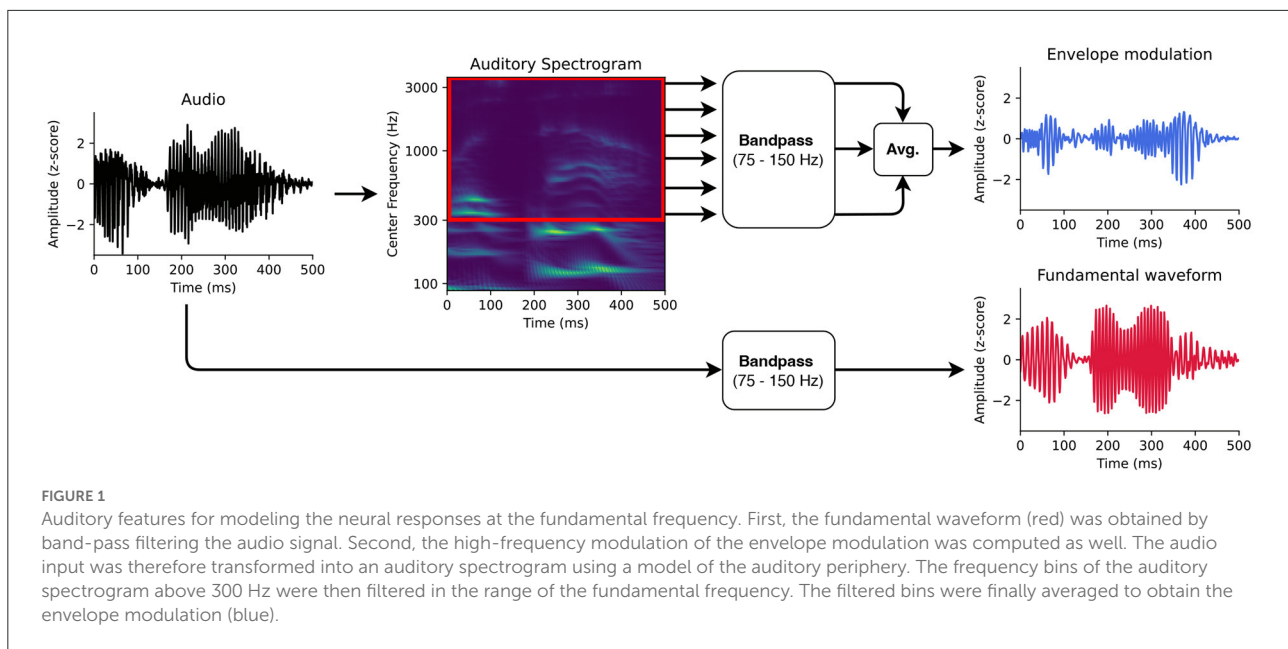 Audio
Amplitude (z-score)
2
0
−2
0 100 200 300 400 500
Time (ms)
Auditory Spectrogram
Center Frequency (Hz)
3000
1000
300
100
0 100 200 300 400 500
Time (ms)
Bandpass
(75 - 150 Hz)
Avg.
Envelope modulation
Amplitude (z-score)
2
0
−2
0 100 200 300 400 500
Time (ms)
Bandpass
(75 - 150 Hz)
Fundamental waveform
Amplitude (z-score)
2
0
−2
0 100 200 300 400 500
Time (ms)
FIGURE 1
Auditory features for modeling the neural responses at the fundamental frequency. First, the fundamental waveform (red) was obtained by
band-pass filtering the audio signal. Second, the high-frequency modulation of the envelope modulation was computed as well. The audio
input was therefore transformed into an auditory spectrogram using a model of the auditory periphery. The frequency bins of the auditory
spectrogram above 300 Hz were then filtered in the range of the fundamental frequency. The filtered bins were finally averaged to obtain the
envelope modulation (blue).